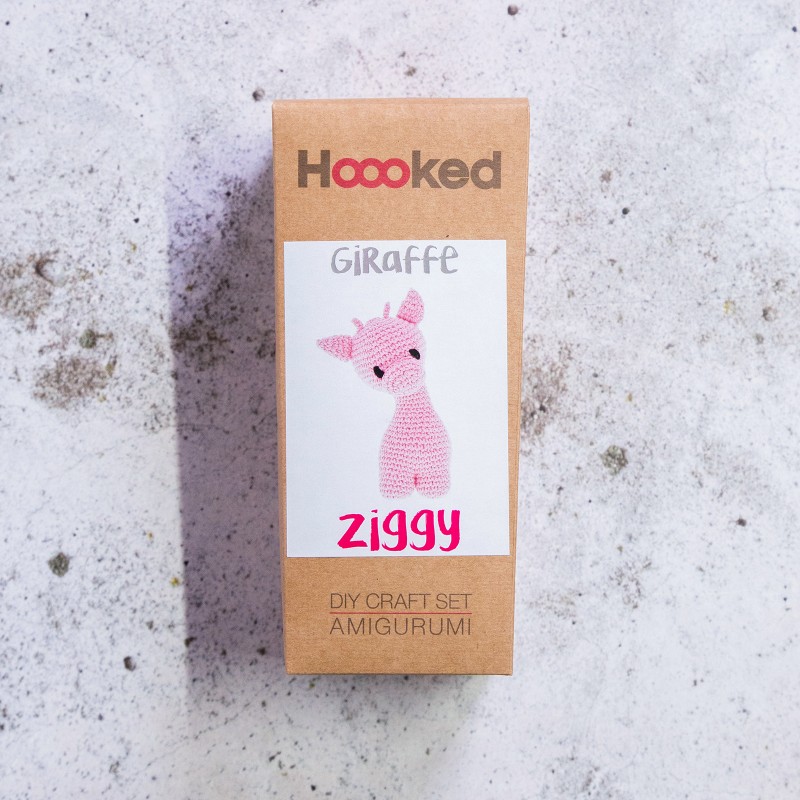 Hoooked
GiRaffe
ziggy
DIY CRAFT SET
AMIGURUMI